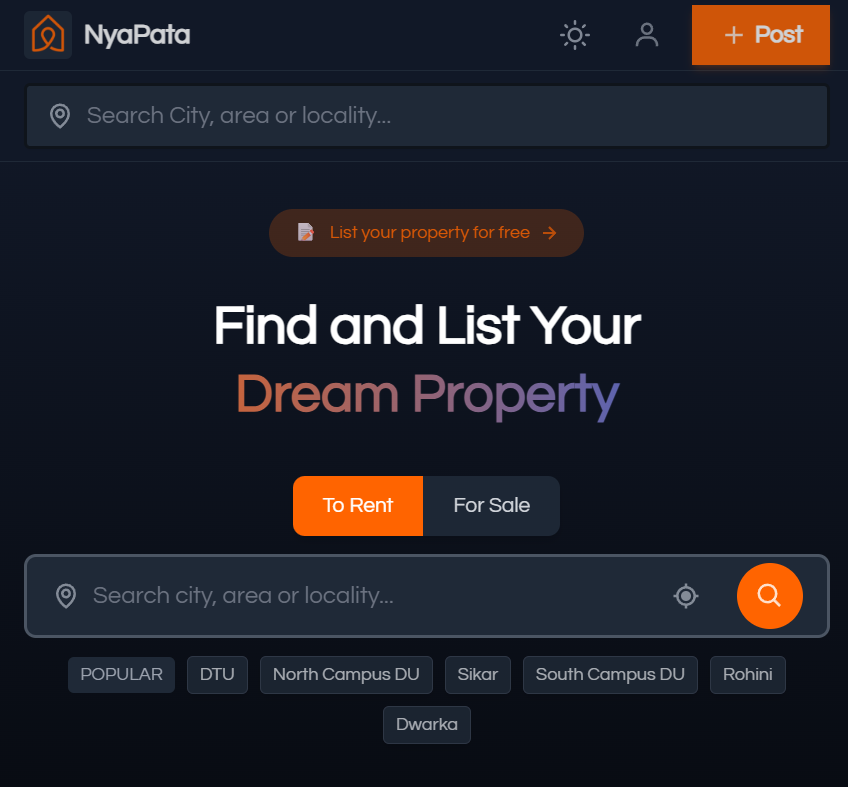 NyaPata
Post
Search City, area or locality...
List your property for free
Find and List Your
Dream Property
To Rent
For Sale
Search city, area or locality...
POPULAR
DTU
North Campus DU
Sikar
South Campus DU
Rohini
Dwarka